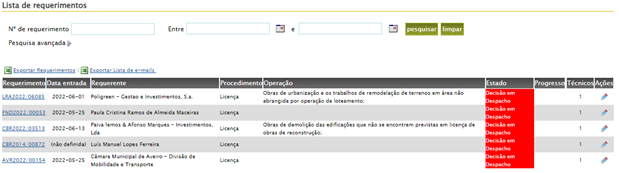 Lista de requerimentos
Nº de requerimento Entre e pesquisar limpar
Pesquisa avançada
Exportar Requerimentos | Exportar Lista de e-mails
Requerimento Data entrada Requerente Procedimento Operação Estado Progresso Técnicos Ações
LRA2022/06085 2022-06-01 Poligreen - Gestao e Investimentos, S.a. Licença Obras de urbanização e os trabalhos de remodelação de terrenos em área não abrangida por operação de loteamento; Decisão em Despacho 1
FND2022/00053 2022-05-25 Paula Cristina Ramos de Almeida Maceiras Licença Decisão em Despacho 1
CBR2022/03513 2022-06-13 Paiva lemos & Afonso Marques - Investimentos, Lda Licença Obras de demolição das edificações que não se encontrem previstas em licença de obras de reconstrução; Decisão em Despacho 1
CBR2014/00872 (não definida) Luís Manuel Lopes Ferreira Licença Decisão em Despacho 1
AVR2022/00154 2022-05-25 Câmara Municipal de Aveiro - Divisão de Mobilidade e Transporte Licença Decisão em Despacho 1